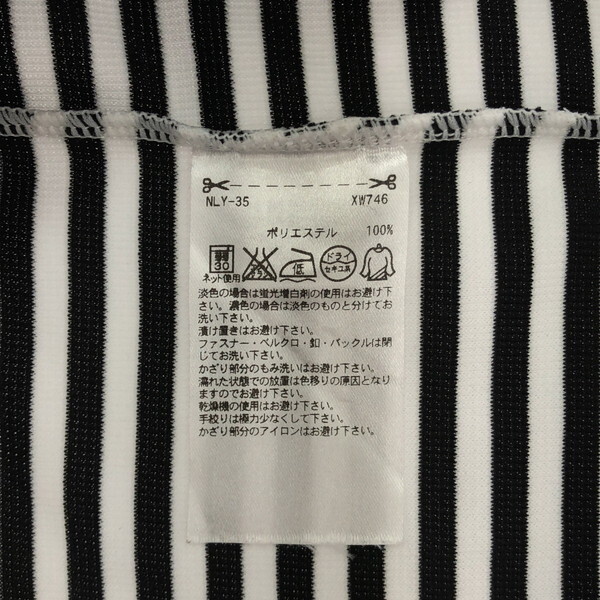 NLY-35 XW746
ポリエステル 100%
弱 30 エンソ サラシ 低 ドライ セキユ系
ネット使用
淡色の場合は蛍光増白剤の使用はお避け下
さい。濃色の場合は淡色のものと分けてお
洗い下さい。
漬け置きはお避け下さい。
ファスナー・ベルクロ・釦・バックルは閉
じてお洗い下さい。
かざり部分のもみ洗いはお避け下さい。
濡れた状態での放置は色移りの原因となり
ますのでお避け下さい。
乾燥機の使用はお避け下さい。
手絞りは極力少なくして下さい。
かざり部分のアイロンはお避け下さい。